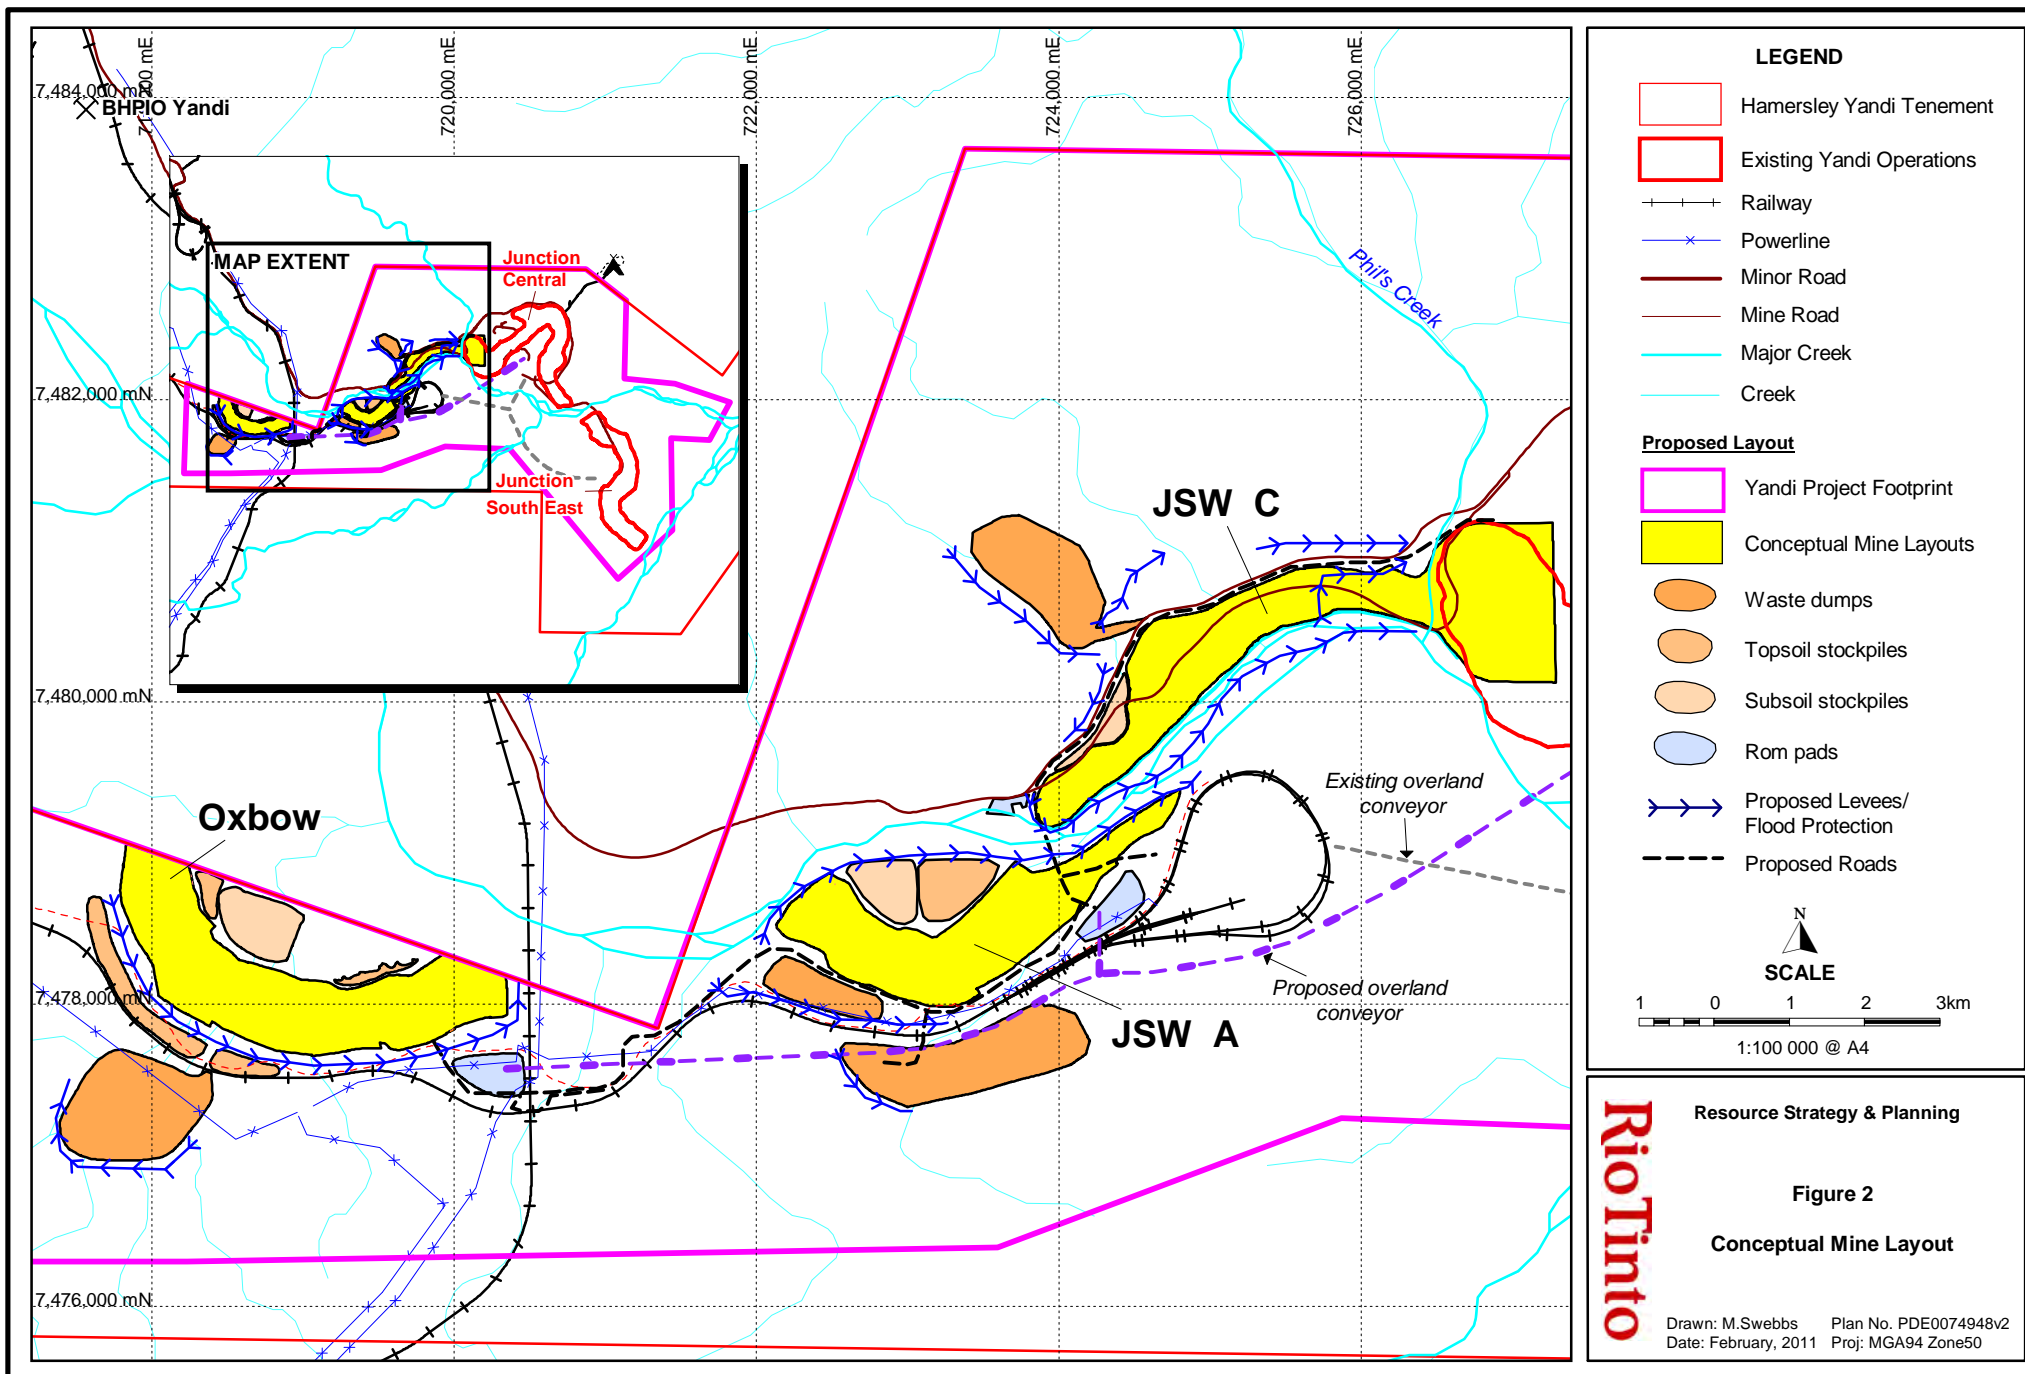 718,000 mE
720,000 mE
722,000 mE
724,000 mE
726,000 mE
7,484,000 mN
BHPIO Yandi
MAP EXTENT
Junction
Central
Junction
South East
Phil's Creek
7,482,000 mN
JSW C
7,480,000 mN
Existing overland
conveyor
Oxbow
7,478,000 mN
Proposed overland
conveyor
JSW A
7,476,000 mN
LEGEND
Hamersley Yandi Tenement
Existing Yandi Operations
Railway
Powerline
Minor Road
Mine Road
Major Creek
Creek
Proposed Layout
Yandi Project Footprint
Conceptual Mine Layouts
Waste dumps
Topsoil stockpiles
Subsoil stockpiles
Rom pads
Proposed Levees/
Flood Protection
Proposed Roads
N
SCALE
1 0 1 2 3km
1:100 000 @ A4
RioTinto
Resource Strategy & Planning
Figure 2
Conceptual Mine Layout
Drawn: M.Swebbs Plan No. PDE0074948v2
Date: February, 2011 Proj: MGA94 Zone50